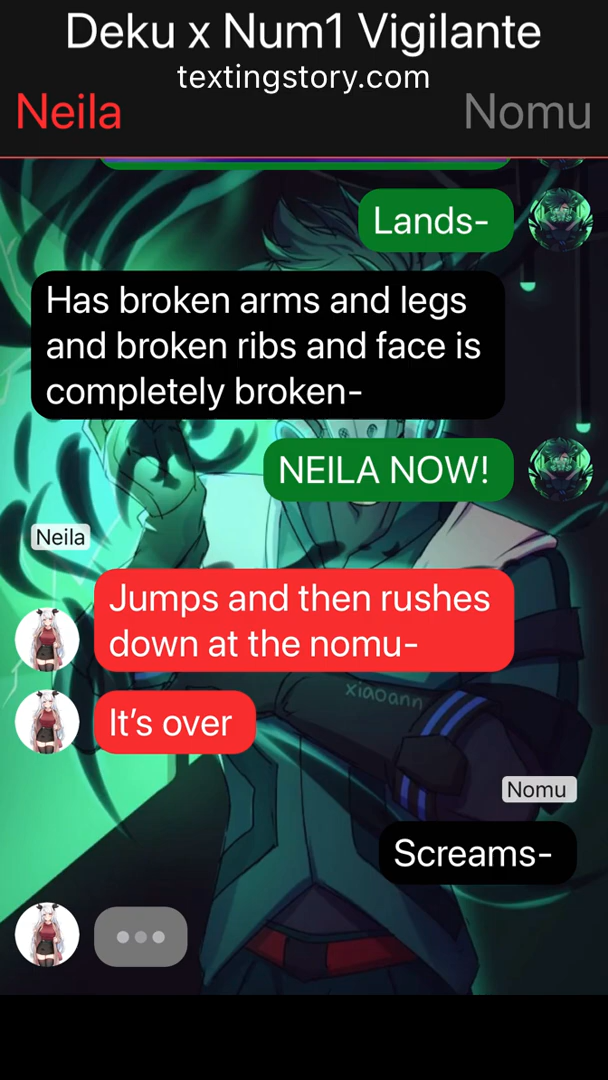 Deku x Num1 Vigilante
textingstory.com
Neila
Nomu
Lands-
Has broken arms and legs
and broken ribs and face is
completely broken-
NEILA NOW!
Neila
Jumps and then rushes
down at the nomu-
xiaoann
It’s over
Nomu
Screams-